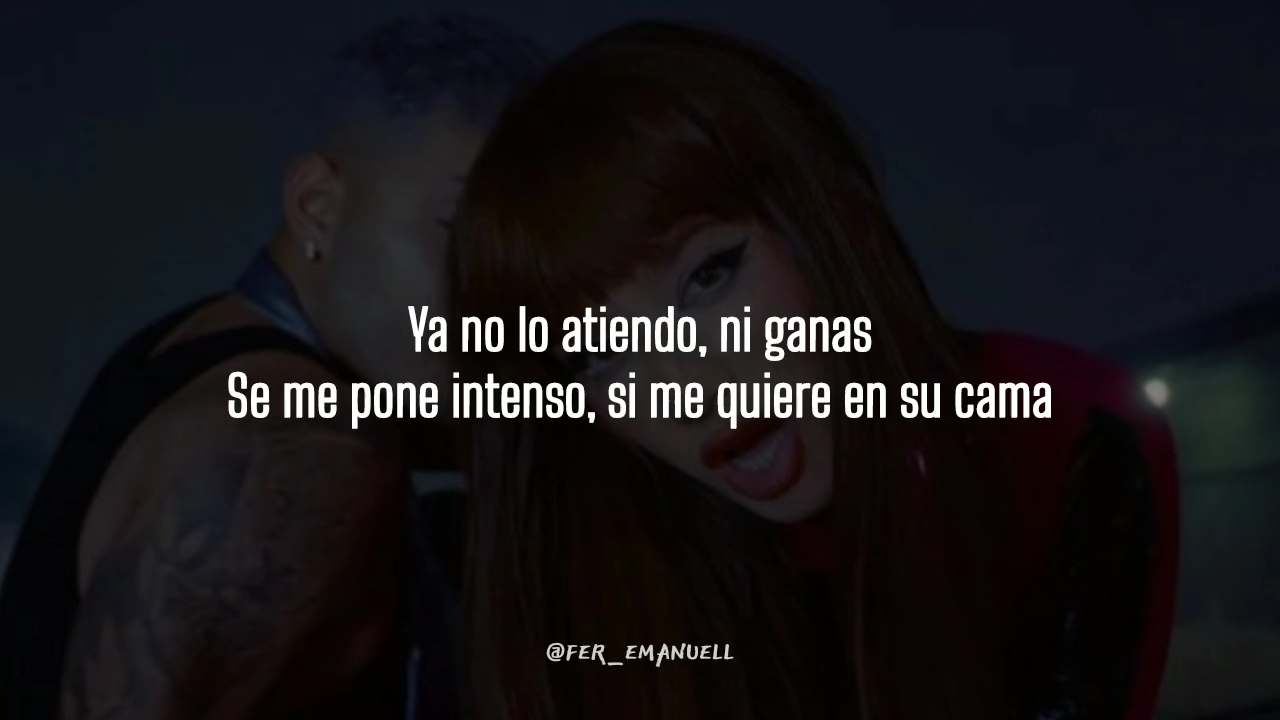 Ya no lo atiendo, ni ganas
Se me pone intenso, si me quiere en su cama
@FER_EMANUELL